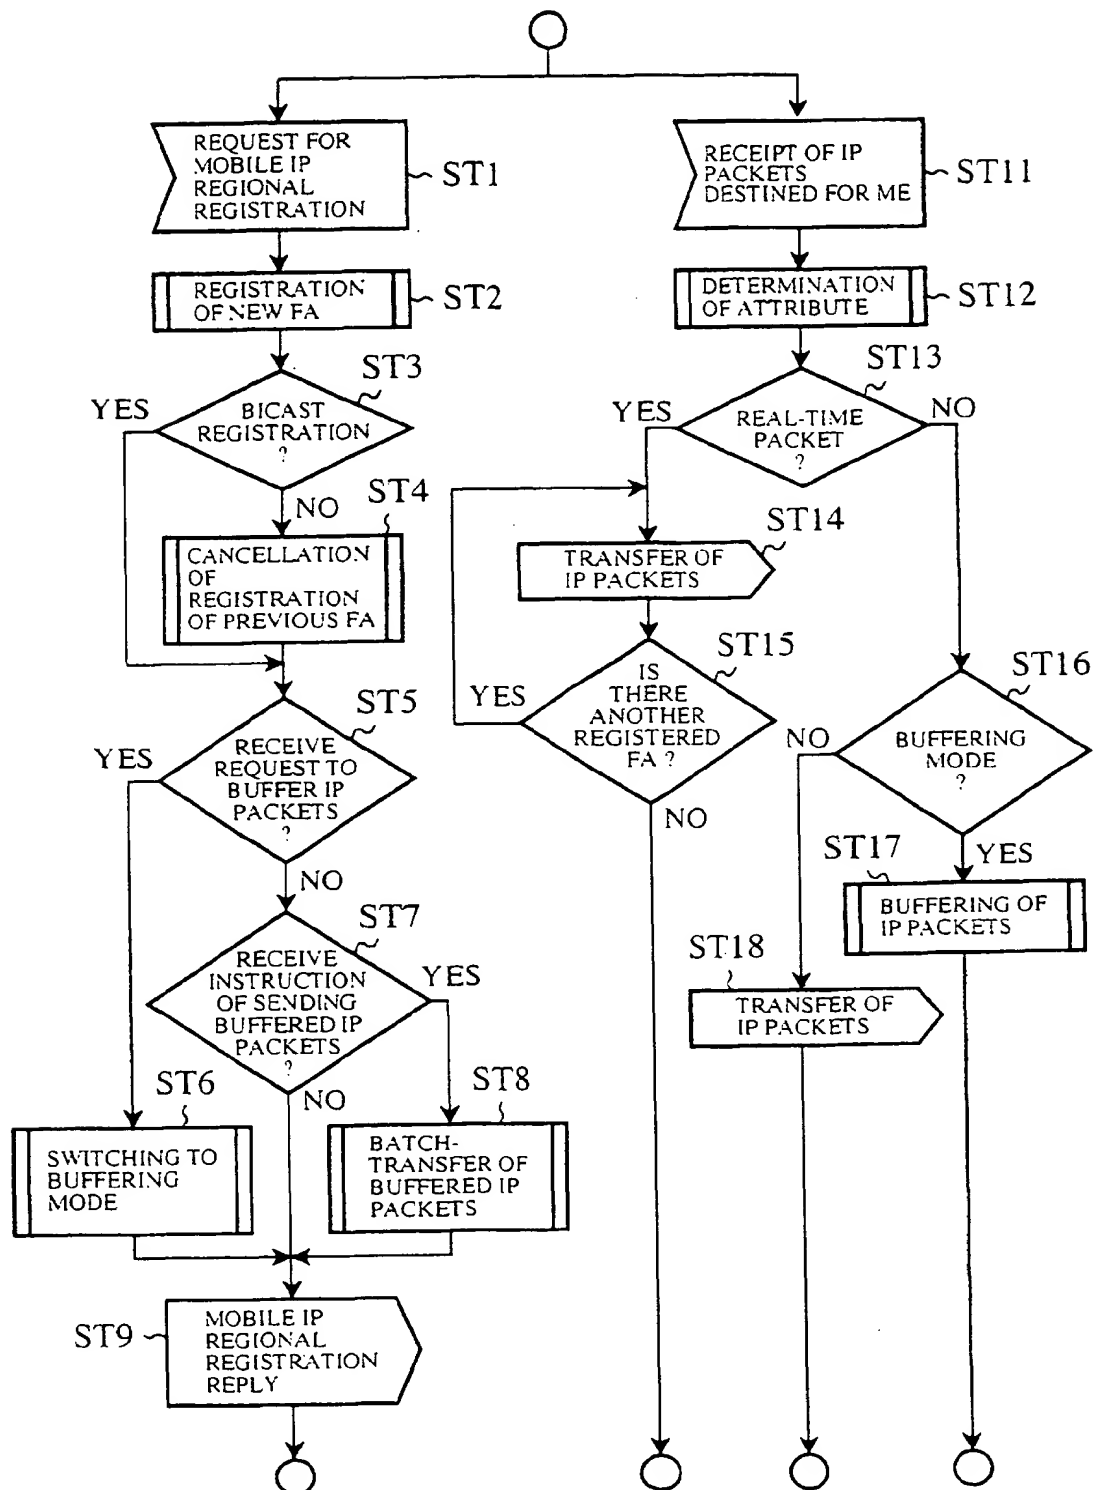 REQUEST FOR
MOBILE IP
REGIONAL
REGISTRATION
ST1
REGISTRATION
OF NEW FA
ST2
ST3
YES
BICAST
REGISTRATION
?
NO
ST4
CANCELLATION
OF
REGISTRATION
OF PREVIOUS FA
ST5
YES
RECEIVE
REQUEST TO
BUFFER IP
PACKETS
?
NO
ST7
RECEIVE
INSTRUCTION
OF SENDING
BUFFERED IP
PACKETS
?
YES
NO
ST6
SWITCHING TO
BUFFERING
MODE
ST8
BATCH-
TRANSFER OF
BUFFERED IP
PACKETS
ST9
MOBILE IP
REGIONAL
REGISTRATION
REPLY
RECEIPT OF IP
PACKETS
DESTINED FOR ME
ST11
DETERMINATION
OF ATTRIBUTE
ST12
ST13
YES
REAL-TIME
PACKET
?
NO
ST14
TRANSFER OF
IP PACKETS
ST15
YES
IS
THERE
ANOTHER
REGISTERED
FA ?
NO
ST16
NO
BUFFERING
MODE
?
YES
ST17
BUFFERING OF
IP PACKETS
ST18
TRANSFER OF
IP PACKETS